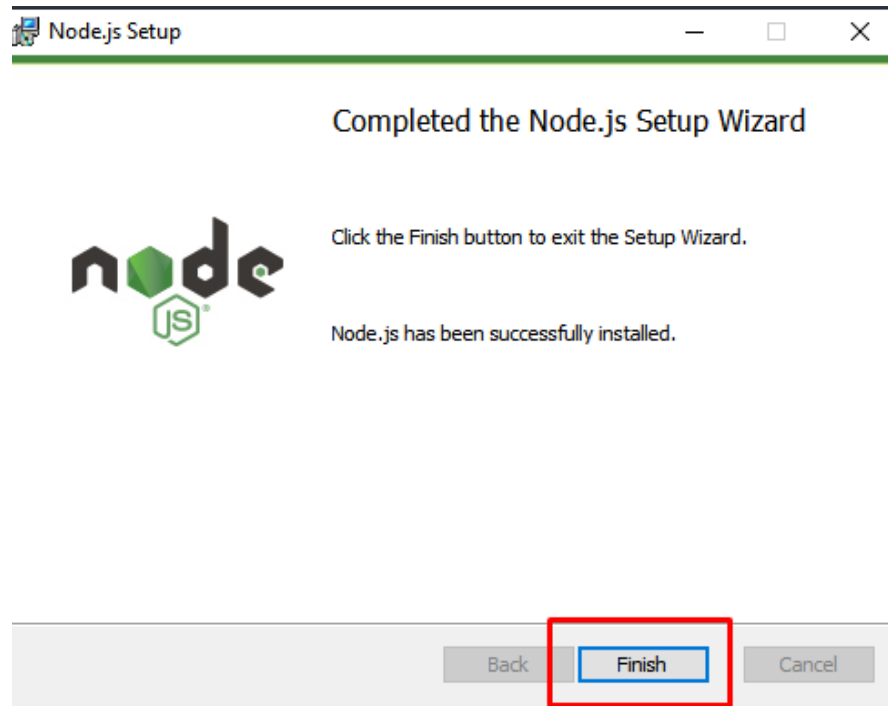 Node.js Setup
Completed the Node.js Setup Wizard
Click the Finish button to exit the Setup Wizard.
node
JS®
Node.js has been successfully installed.
Back Finish Cancel